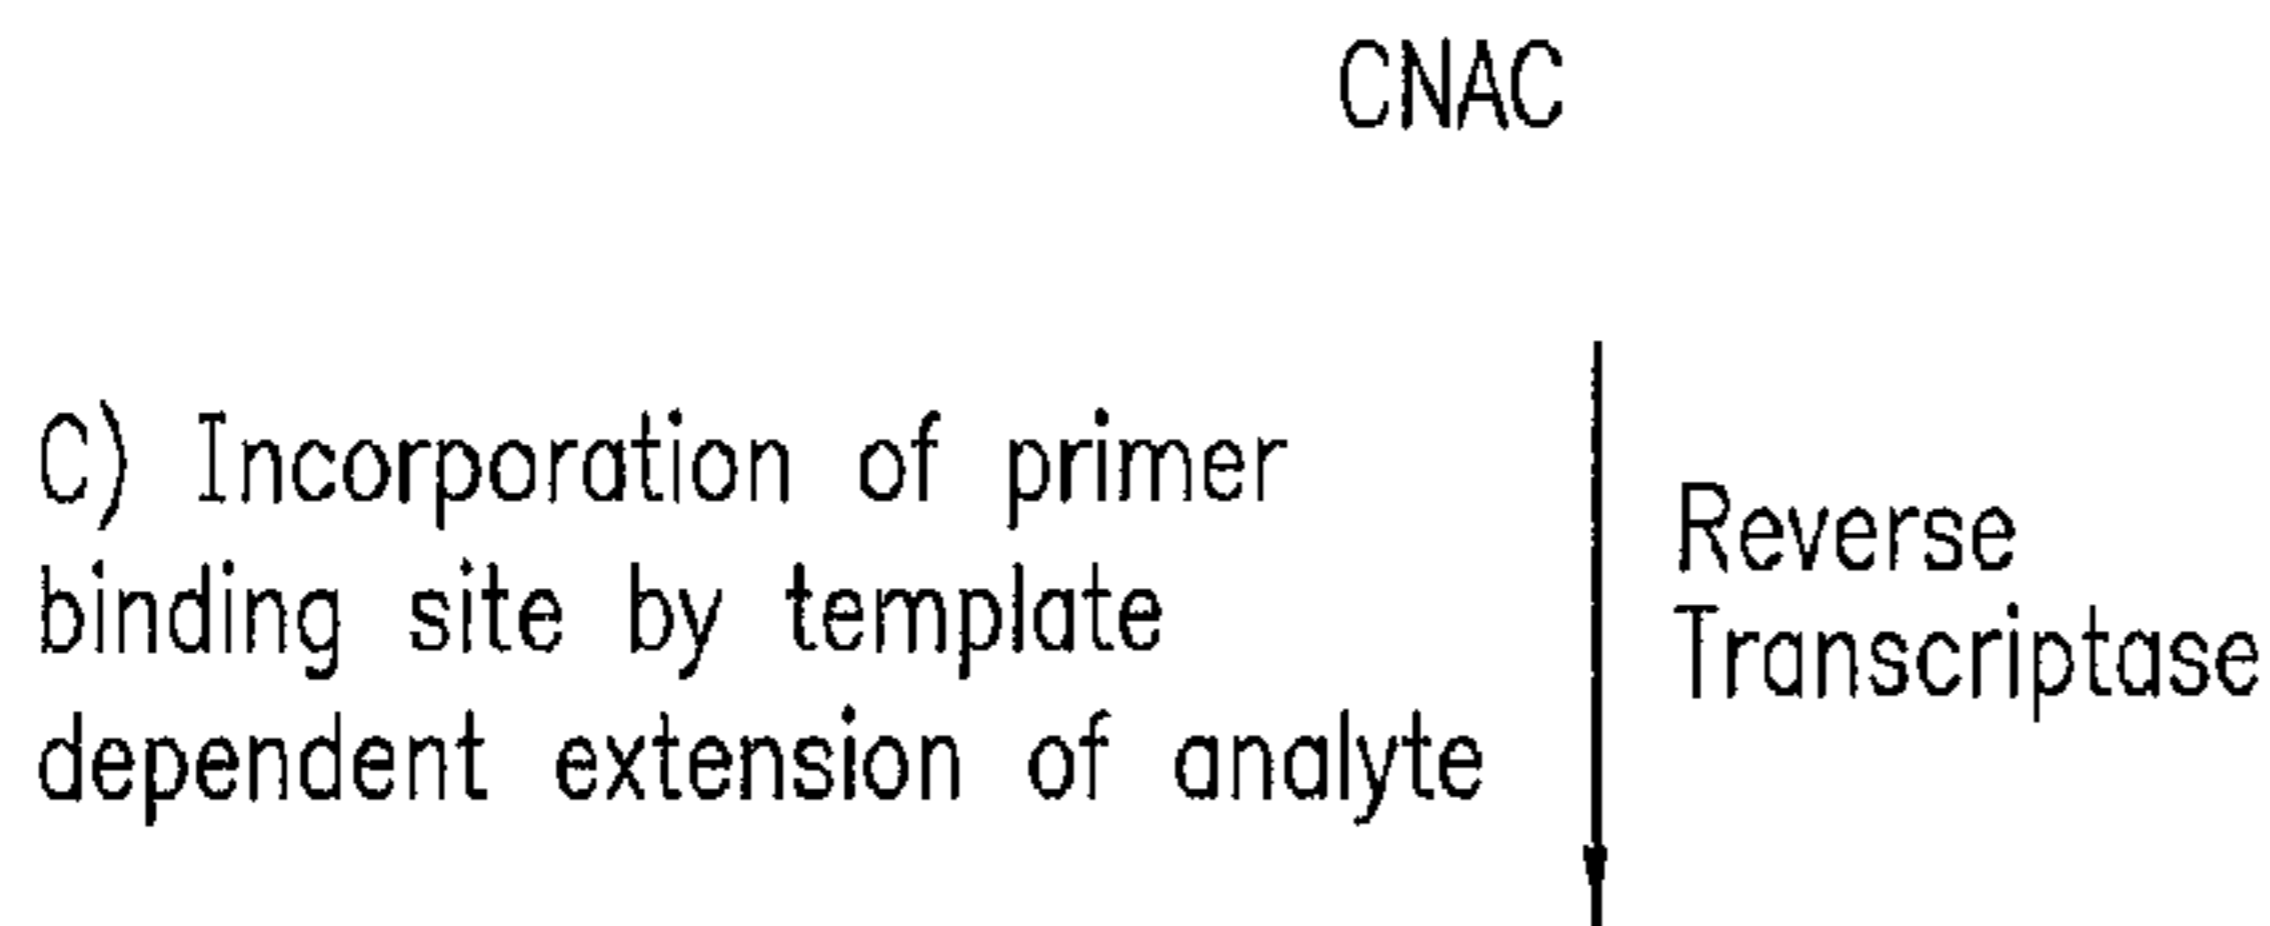 CNAC
C) Incorporation of primer
binding site by template
dependent extension of analyte
Reverse
Transcriptase